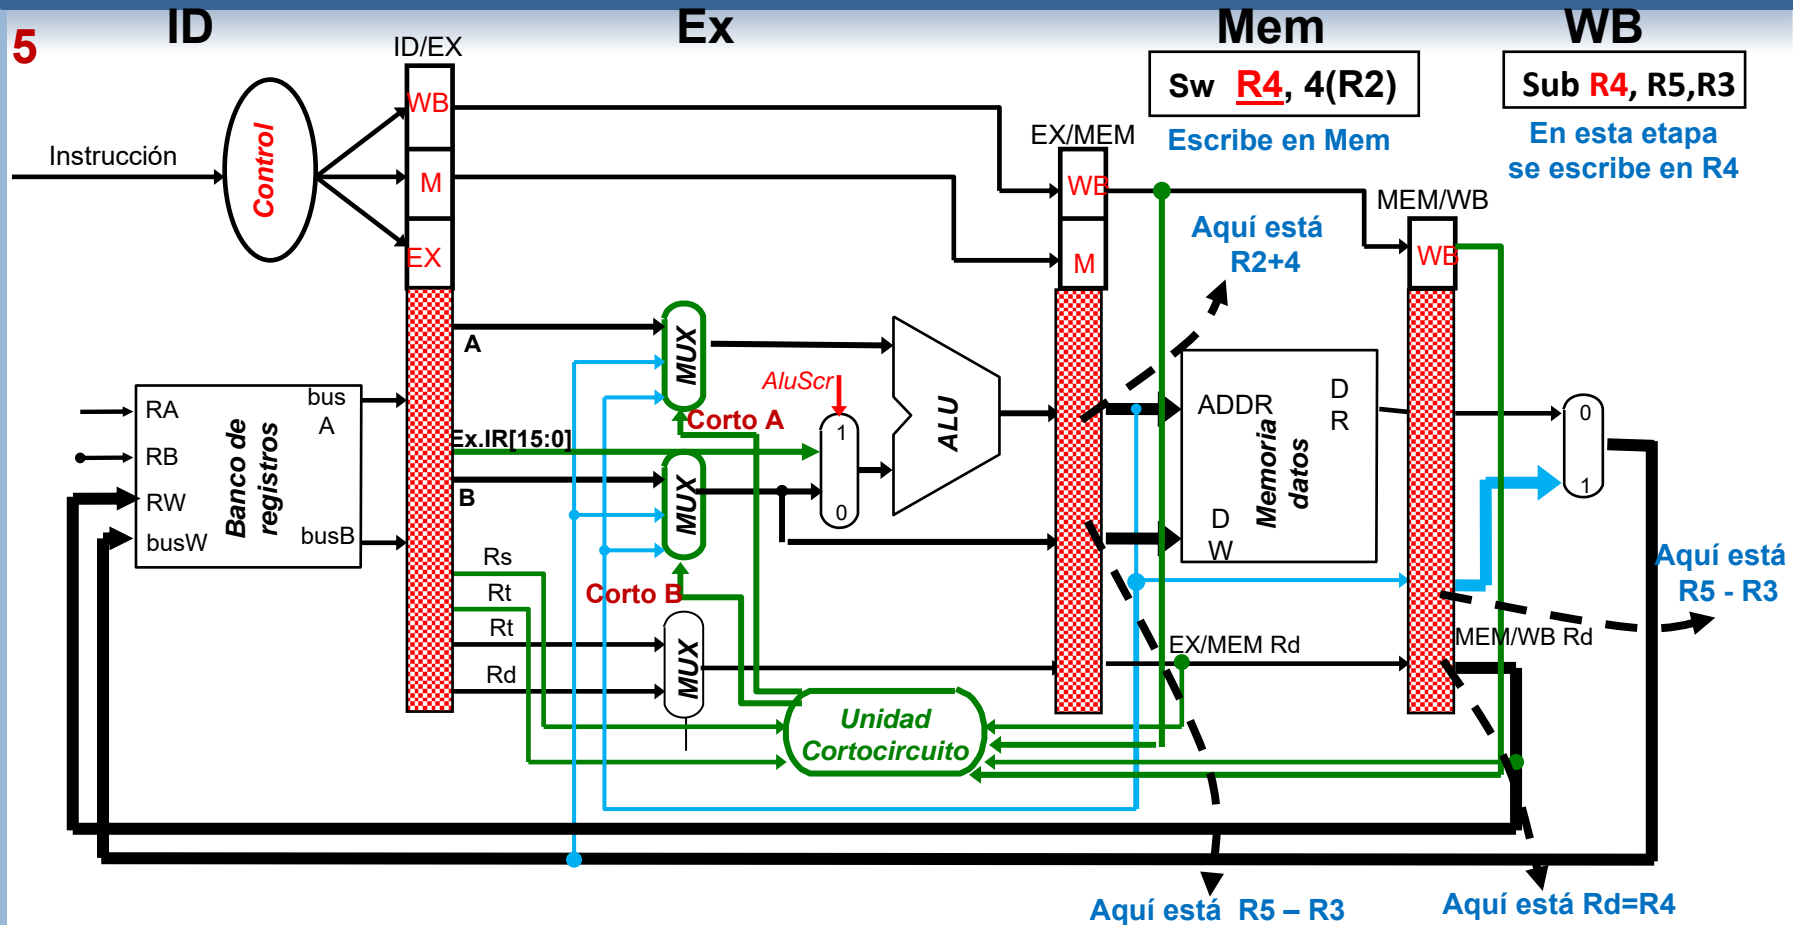 5
ID
Ex
Mem
WB
ID/EX
Sw R4, 4(R2)
Sub R4, R5,R3
Escribe en Mem
En esta etapa
se escribe en R4
WB
M
EX
Instrucción
Control
EX/MEM
WB
M
MEM/WB
WB
Aquí está
R2+4
A
MUX
AluScr
Corto A
Ex.IR[15:0]
B
MUX
1
0
ALU
RA
RB
RW
busW
Banco de
registros
bus
A
busB
ADDR
D
R
Memoria
datos
D
W
0
1
Rs
Rt
Rt
Rd
Corto B
MUX
Aquí está
R5 - R3
EX/MEM Rd
MEM/WB Rd
Unidad
Cortocircuito
Aquí está R5 – R3
Aquí está Rd=R4